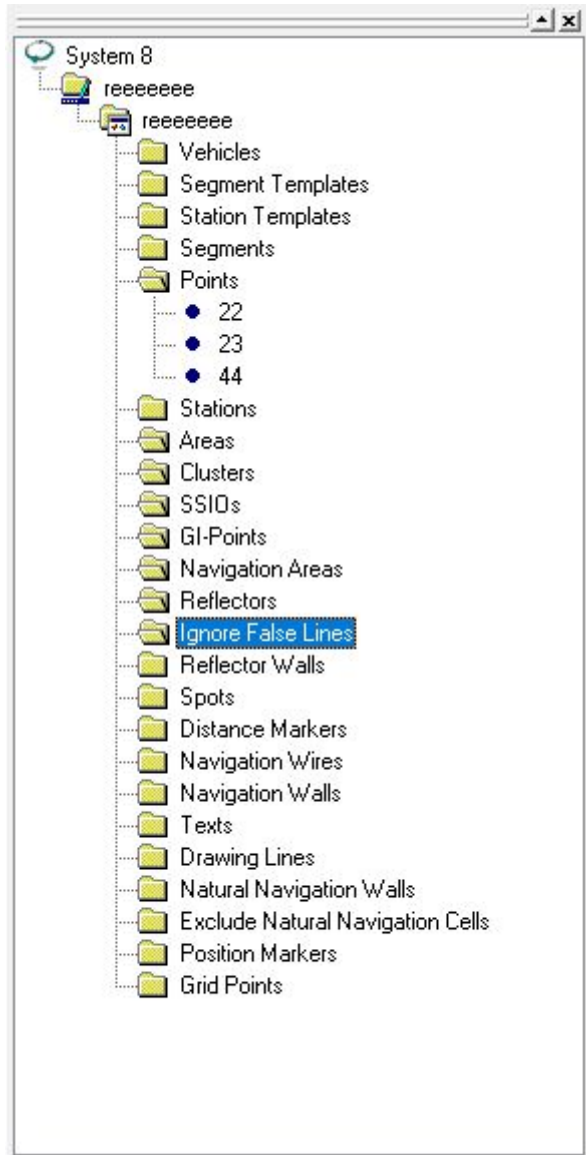 System 8
reeeeeee
reeeeeee
Vehicles
Segment Templates
Station Templates
Segments
Points
22
23
44
Stations
Areas
Clusters
SSIOs
GI-Points
Navigation Areas
Reflectors
Ignore False Lines
Reflector Walls
Spots
Distance Markers
Navigation Wires
Navigation Walls
Texts
Drawing Lines
Natural Navigation Walls
Exclude Natural Navigation Cells
Position Markers
Grid Points